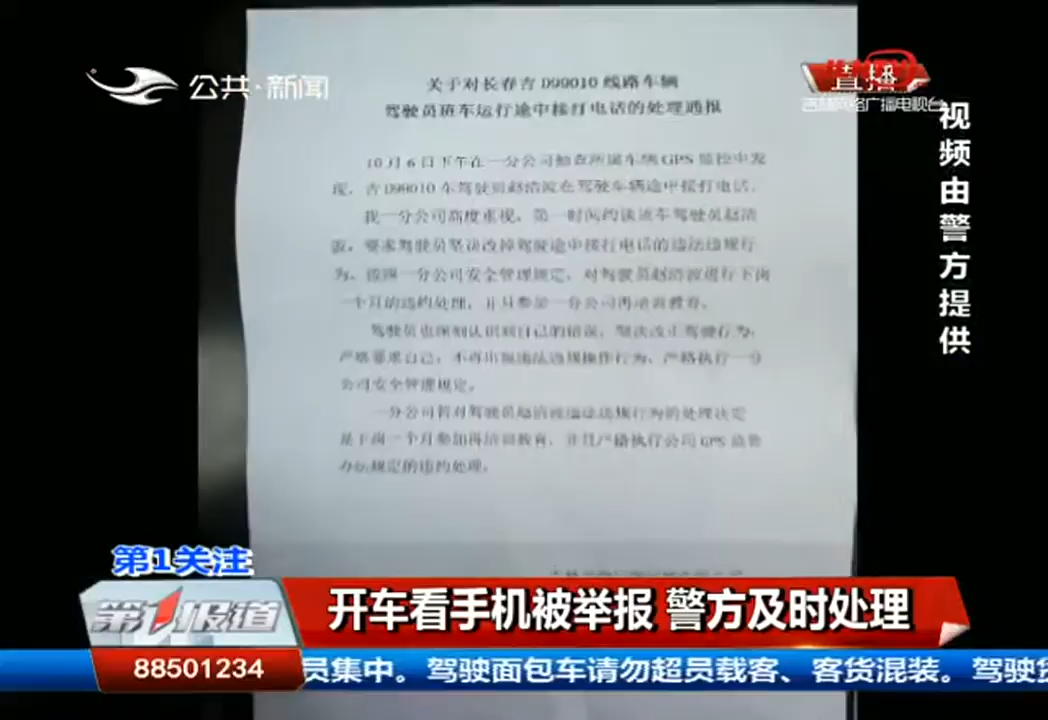 公共·新闻
直播
吉林网络广播电视台
视频由警方提供
关于对长春吉D99010线路车辆
驾驶员班车运行途中接打电话的处理通报
10月6日下午在一分公司抽查所属车辆GPS监控中发
现，吉D99010车驾驶员赵浩波在驾驶车辆途中接打电话。
我一分公司高度重视，第一时间约谈该车驾驶员赵浩
波，要求驾驶员坚决改掉驾驶途中接打电话的违法违规行
为，按照一分公司安全管理规定，对驾驶员赵浩波进行下岗
一个月的违约处理，并且参加一分公司再培训教育。
驾驶员也深刻认识到自己的错误，坚决改正驾驶行为，
严格要求自己，不再出现违法违规操作行为，严格执行一分
公司安全管理规定。
一分公司暂对驾驶员赵浩波违法违规行为的处理决定
是下岗一个月参加再培训教育，并且严格执行公司GPS监管
办法规定的违约处理。
第1关注
第1报道
开车看手机被举报 警方及时处理
88501234
员集中。驾驶面包车请勿超员载客、客货混装。驾驶货